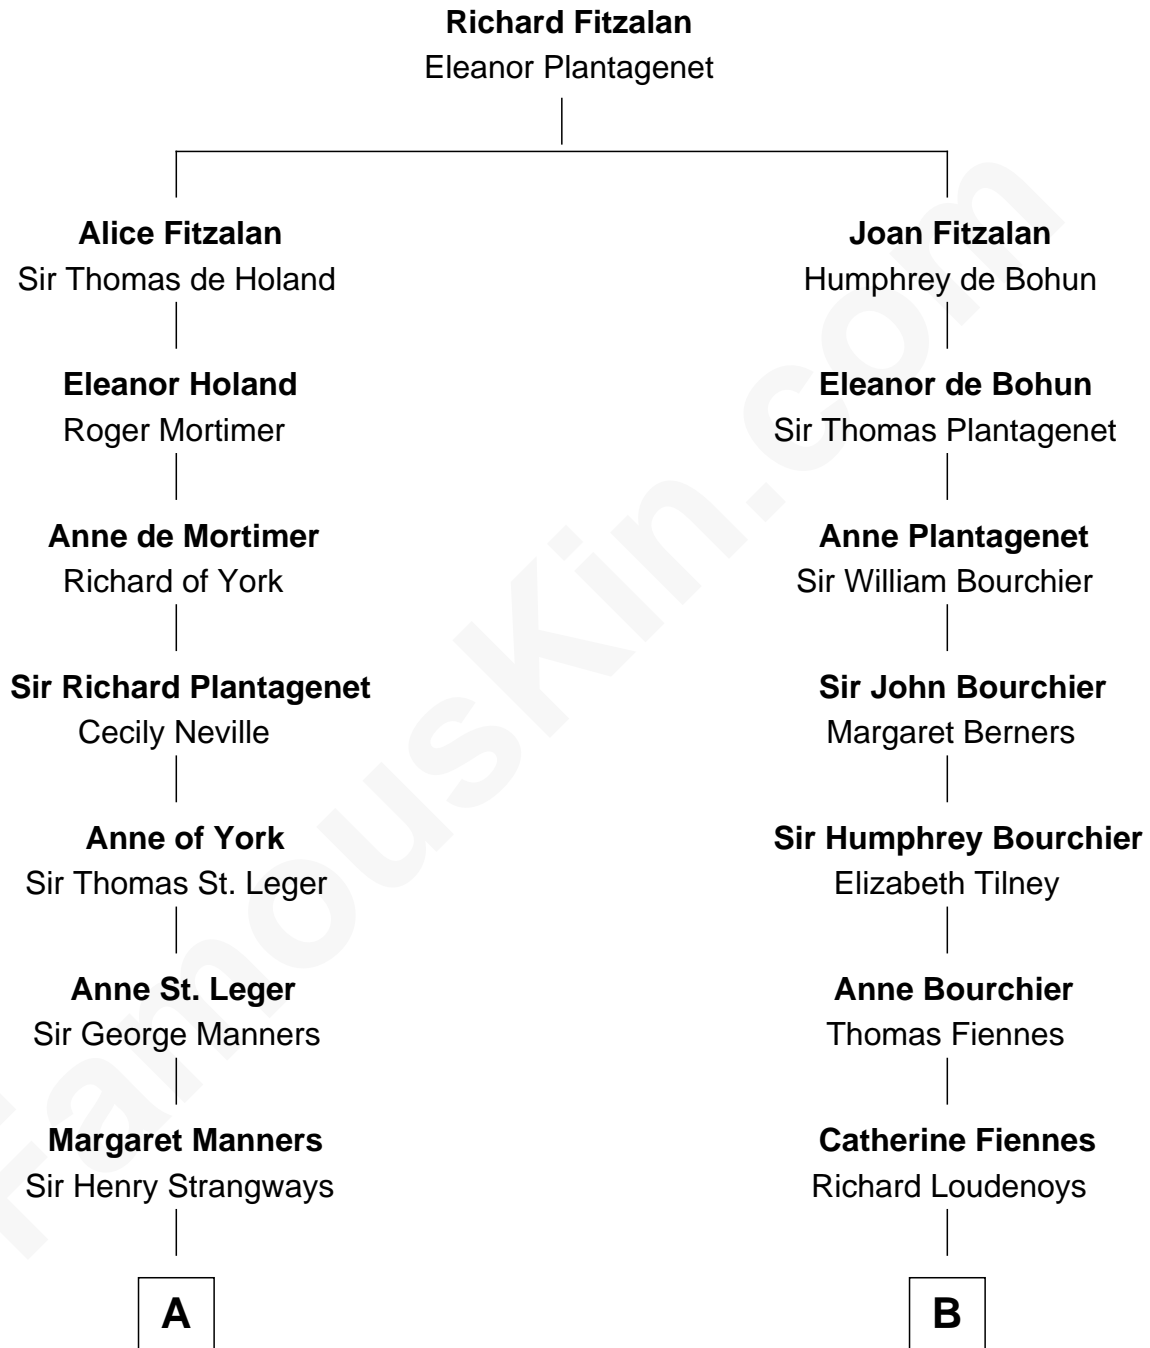 Richard Fitzalan
Eleanor Plantagenet
Alice Fitzalan
Sir Thomas de Holand
Joan Fitzalan
Humphrey de Bohun
Eleanor Holand
Roger Mortimer
Eleanor de Bohun
Sir Thomas Plantagenet
Anne de Mortimer
Richard of York
Anne Plantagenet
Sir William Bourchier
Sir Richard Plantagenet
Cecily Neville
Sir John Bourchier
Margaret Berners
Anne of York
Sir Thomas St. Leger
Sir Humphrey Bourchier
Elizabeth Tilney
Anne St. Leger
Sir George Manners
Anne Bourchier
Thomas Fiennes
Margaret Manners
Sir Henry Strangways
Catherine Fiennes
Richard Loudenoys
A
B
FamousKin.com